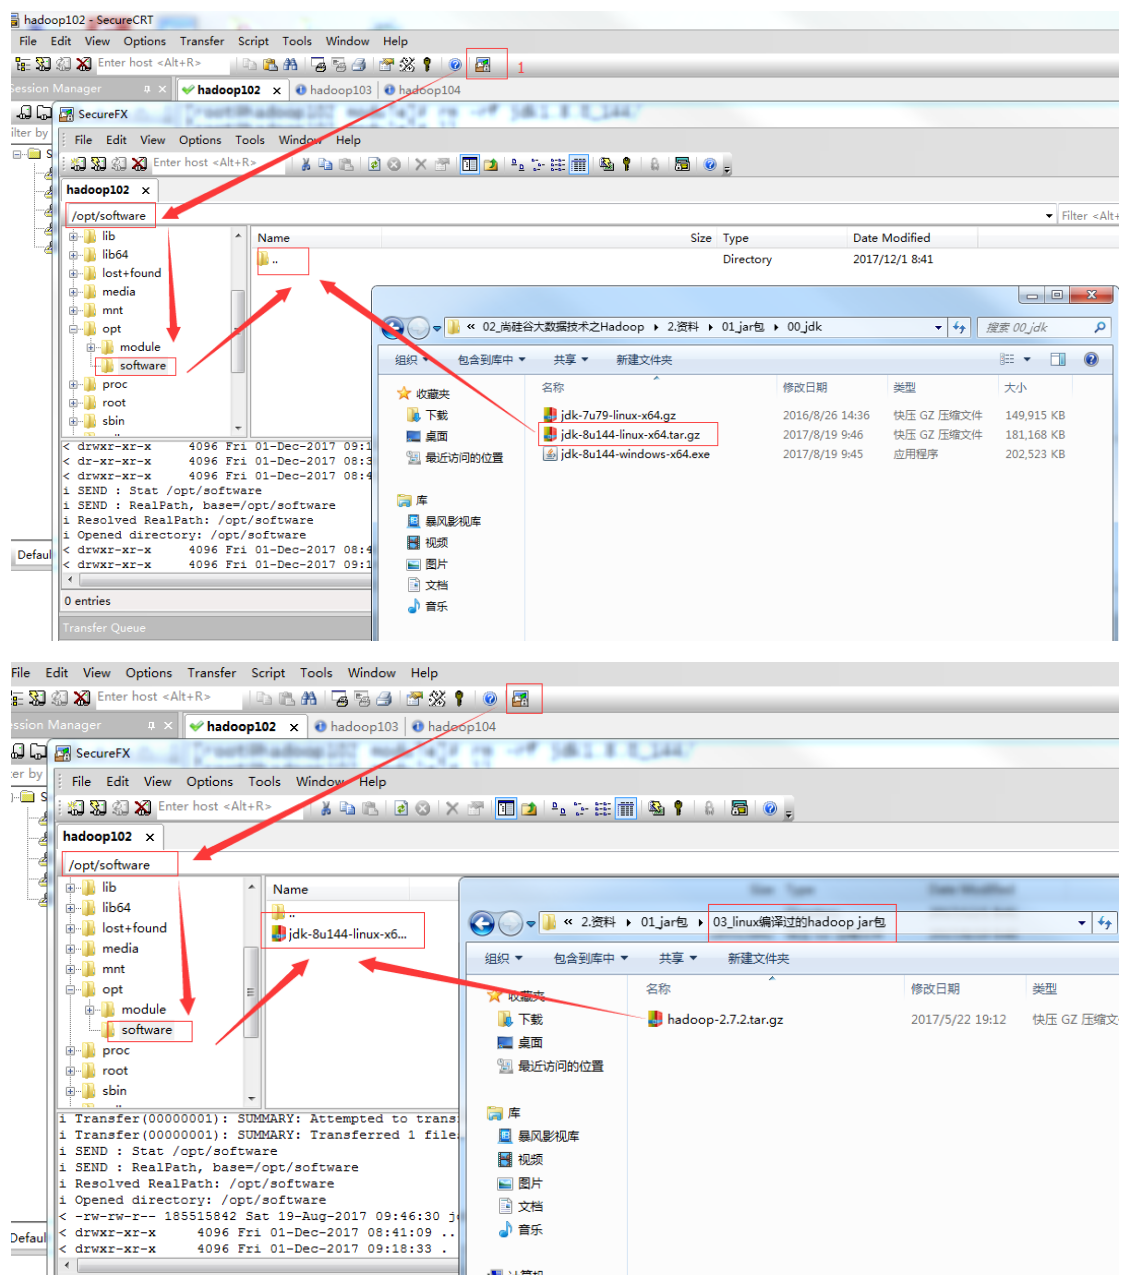 hadoop102 - SecureCRT
File Edit View Options Transfer Script Tools Window Help
Enter host <Alt+R>
1
Session Manager
hadoop102 x hadoop103 hadoop104
SecureFX
File Edit View Options Tools Window Help
Enter host <Alt+R>
hadoop102 x
/opt/software
Filter <Alt+
lib
lib64
lost+found
media
mnt
opt
module
software
proc
root
sbin
Name Size Type Date Modified
.. Directory 2017/12/1 8:41
« 02_尚硅谷大数据技术之Hadoop 2.资料 01_jar包 00_jdk
搜索 00_jdk
组织 包含到库中 共享 新建文件夹
收藏夹
下载
桌面
最近访问的位置
库
暴风影视库
视频
图片
文档
音乐
名称 修改日期 类型 大小
jdk-7u79-linux-x64.gz 2016/8/26 14:36 快压 GZ 压缩文件 149,915 KB
jdk-8u144-linux-x64.tar.gz 2017/8/19 9:46 快压 GZ 压缩文件 181,168 KB
jdk-8u144-windows-x64.exe 2017/8/19 9:45 应用程序 202,523 KB
< drwxr-xr-x 4096 Fri 01-Dec-2017 09:1
< dr-xr-xr-x 4096 Fri 01-Dec-2017 08:3
< drwxr-xr-x 4096 Fri 01-Dec-2017 08:4
i SEND : Stat /opt/software
i SEND : RealPath, base=/opt/software
i Resolved RealPath: /opt/software
i Opened directory: /opt/software
< drwxr-xr-x 4096 Fri 01-Dec-2017 08:4
< drwxr-xr-x 4096 Fri 01-Dec-2017 09:1
Defaul
0 entries
Transfer Queue
File Edit View Options Transfer Script Tools Window Help
Enter host <Alt+R>
ession Manager
hadoop102 x hadoop103 hadoop104
SecureFX
File Edit View Options Tools Window Help
Enter host <Alt+R>
hadoop102 x
/opt/software
lib
lib64
lost+found
media
mnt
opt
module
software
proc
root
sbin
Name
..
jdk-8u144-linux-x6...
« 2.资料 01_jar包 03_linux编译过的hadoop jar包
组织 包含到库中 共享 新建文件夹
收藏夹
下载
桌面
最近访问的位置
库
暴风影视库
视频
图片
文档
音乐
名称 修改日期 类型
hadoop-2.7.2.tar.gz 2017/5/22 19:12 快压 GZ 压缩文
i Transfer(00000001): SUMMARY: Attempted to trans
i Transfer(00000001): SUMMARY: Transferred 1 file
i SEND : Stat /opt/software
i SEND : RealPath, base=/opt/software
i Resolved RealPath: /opt/software
i Opened directory: /opt/software
< -rw-rw-r-- 185515842 Sat 19-Aug-2017 09:46:30 j
< drwxr-xr-x 4096 Fri 01-Dec-2017 08:41:09 ..
< drwxr-xr-x 4096 Fri 01-Dec-2017 09:18:33 .
Defaul